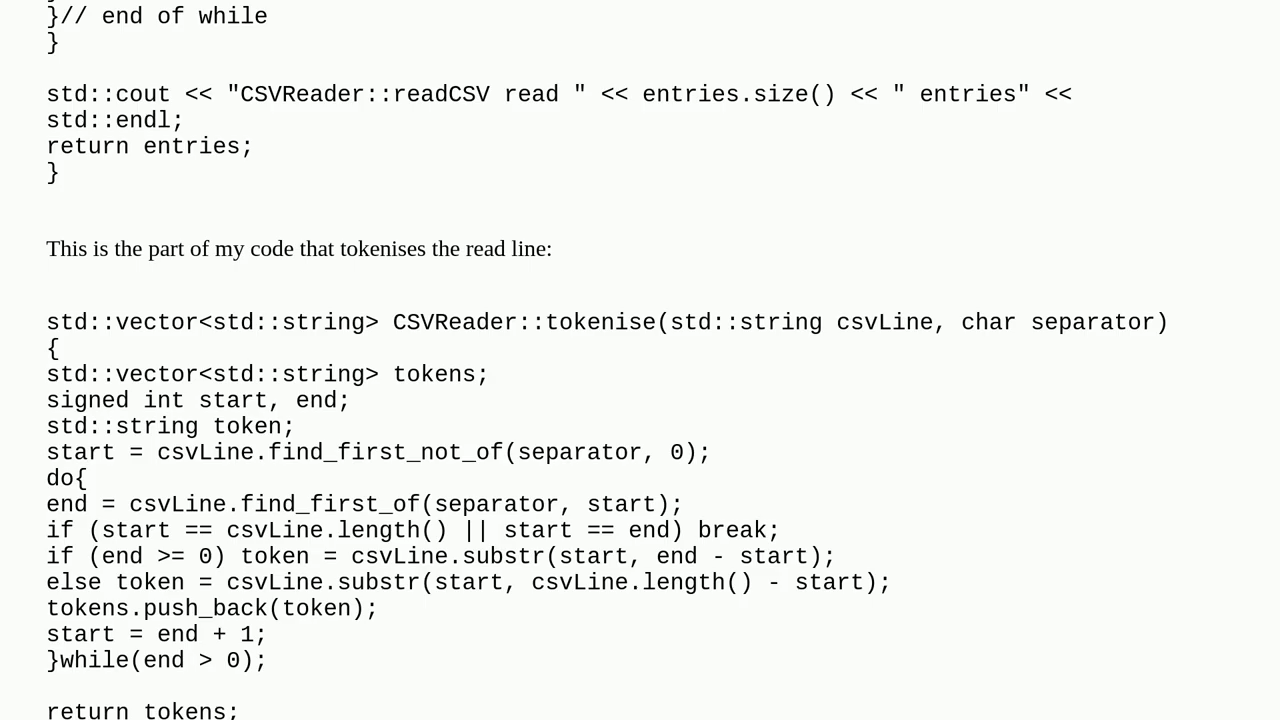 }// end of while
}
std::cout << "CSVReader::readCSV read " << entries.size() << " entries" <<
std::endl;
return entries;
}
This is the part of my code that tokenises the read line:
std::vector<std::string> CSVReader::tokenise(std::string csvLine, char separator)
{
std::vector<std::string> tokens;
signed int start, end;
std::string token;
start = csvLine.find_first_not_of(separator, 0);
do{
end = csvLine.find_first_of(separator, start);
if (start == csvLine.length() || start == end) break;
if (end >= 0) token = csvLine.substr(start, end - start);
else token = csvLine.substr(start, csvLine.length() - start);
tokens.push_back(token);
start = end + 1;
}while(end > 0);
return tokens;